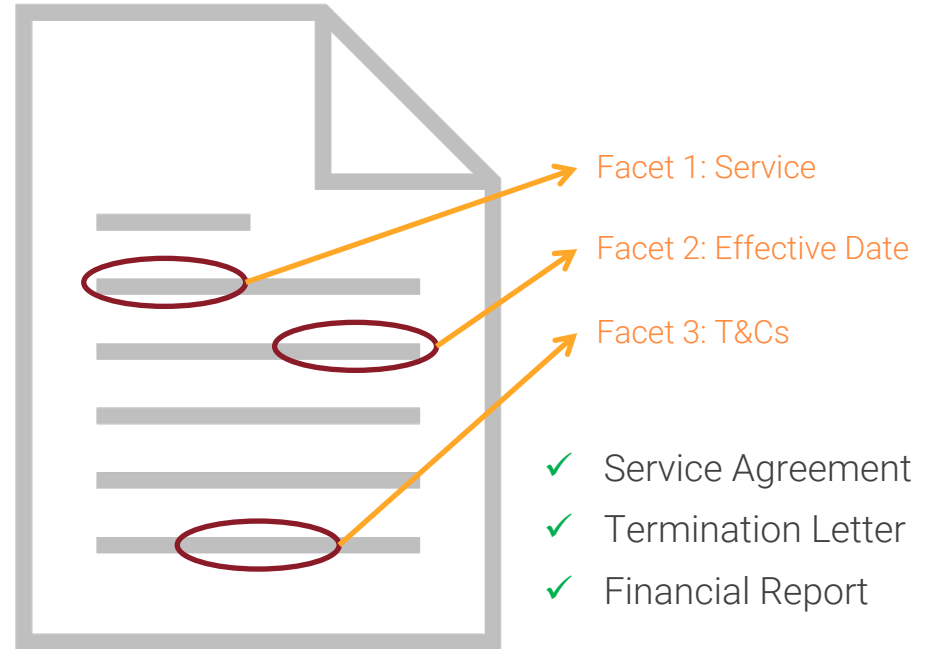 Facet 1: Service
Facet 2: Effective Date
Facet 3: T&Cs
✓ Service Agreement
✓ Termination Letter
✓ Financial Report